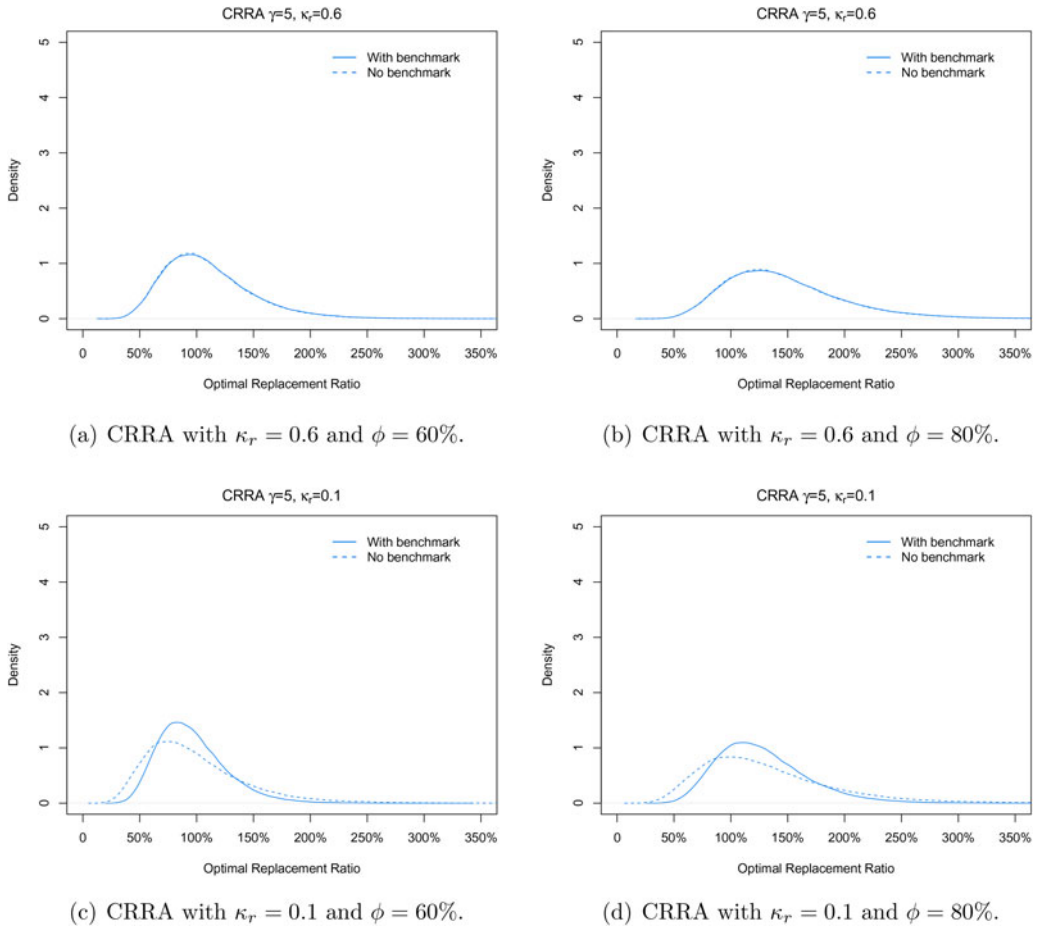 CRRA γ=5, κr=0.6
With benchmark
No benchmark
Density
5
4
3
2
1
0
0 50% 100% 150% 200% 250% 300% 350%
Optimal Replacement Ratio
(a) CRRA with κr = 0.6 and ϕ = 60%.
CRRA γ=5, κr=0.6
With benchmark
No benchmark
Density
5
4
3
2
1
0
0 50% 100% 150% 200% 250% 300% 350%
Optimal Replacement Ratio
(b) CRRA with κr = 0.6 and ϕ = 80%.
CRRA γ=5, κr=0.1
With benchmark
No benchmark
Density
5
4
3
2
1
0
0 50% 100% 150% 200% 250% 300% 350%
Optimal Replacement Ratio
(c) CRRA with κr = 0.1 and ϕ = 60%.
CRRA γ=5, κr=0.1
With benchmark
No benchmark
Density
5
4
3
2
1
0
0 50% 100% 150% 200% 250% 300% 350%
Optimal Replacement Ratio
(d) CRRA with κr = 0.1 and ϕ = 80%.